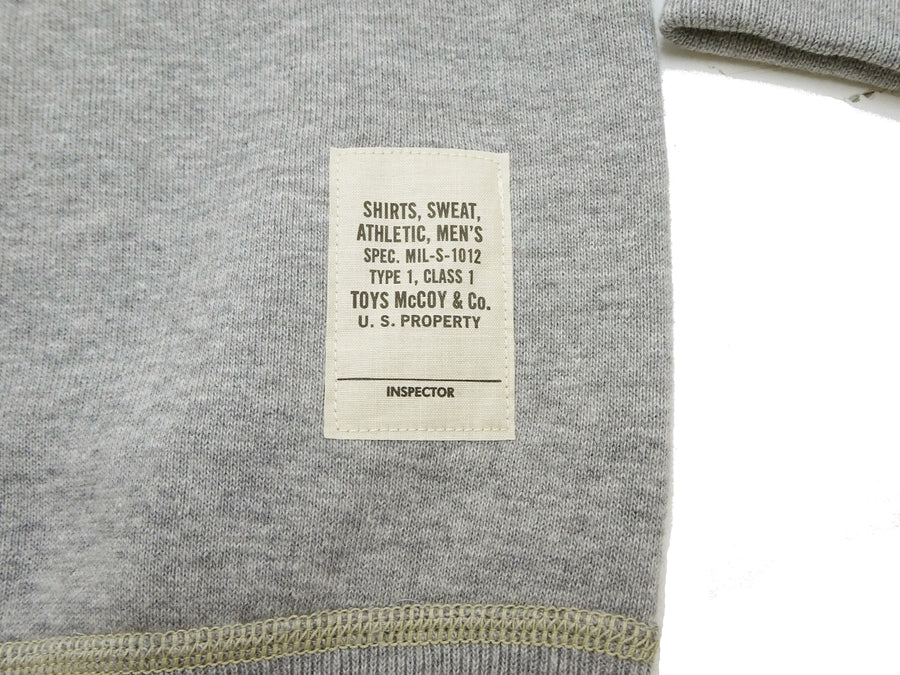 SHIRTS, SWEAT,
ATHLETIC, MEN'S
SPEC. MIL-S-1012
TYPE 1, CLASS 1
TOYS McCOY & Co.
U. S. PROPERTY
INSPECTOR